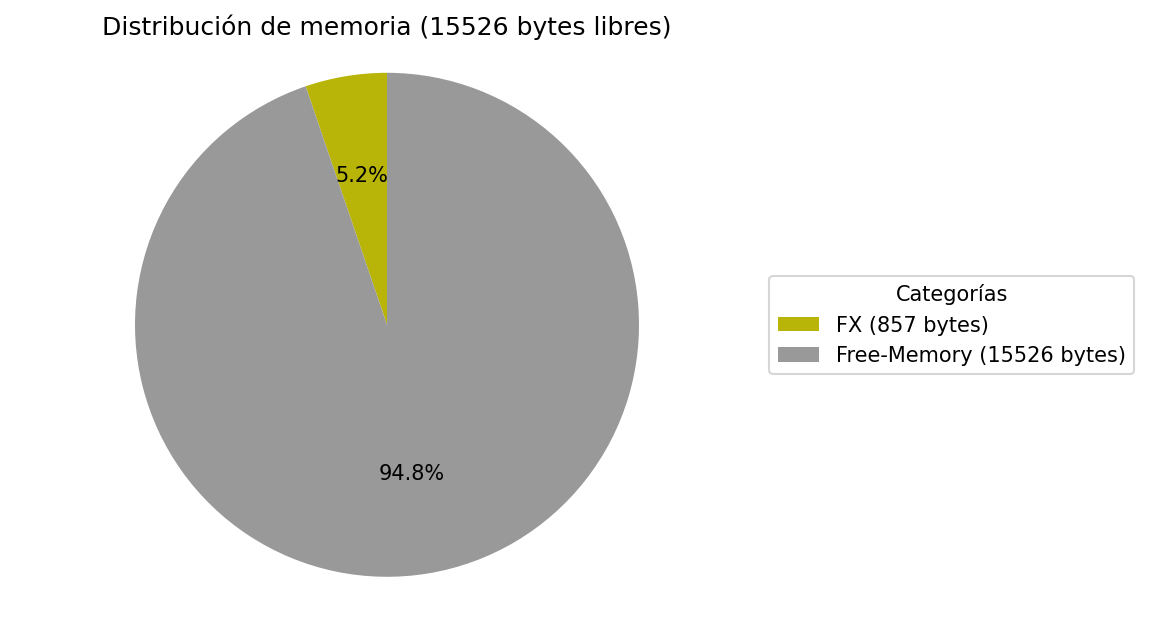 Distribución de memoria (15526 bytes libres)
5.2%
94.8%
Categorías
FX (857 bytes)
Free-Memory (15526 bytes)